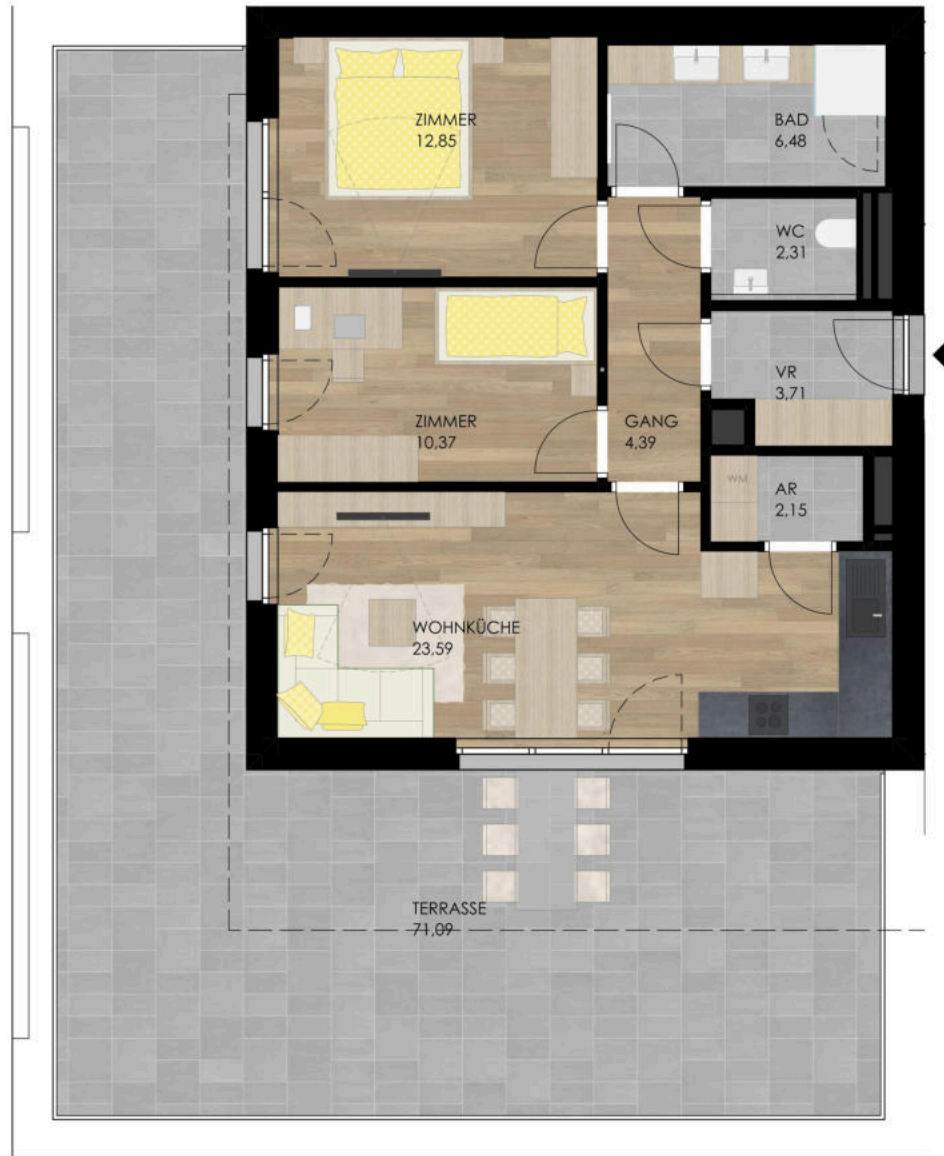 ZIMMER
12,85
BAD
6,48
WC
2,31
VR
3,71
ZIMMER
10,37
GANG
4,39
WM
AR
2,15
WOHNKÜCHE
23,59
TERRASSE
71,09